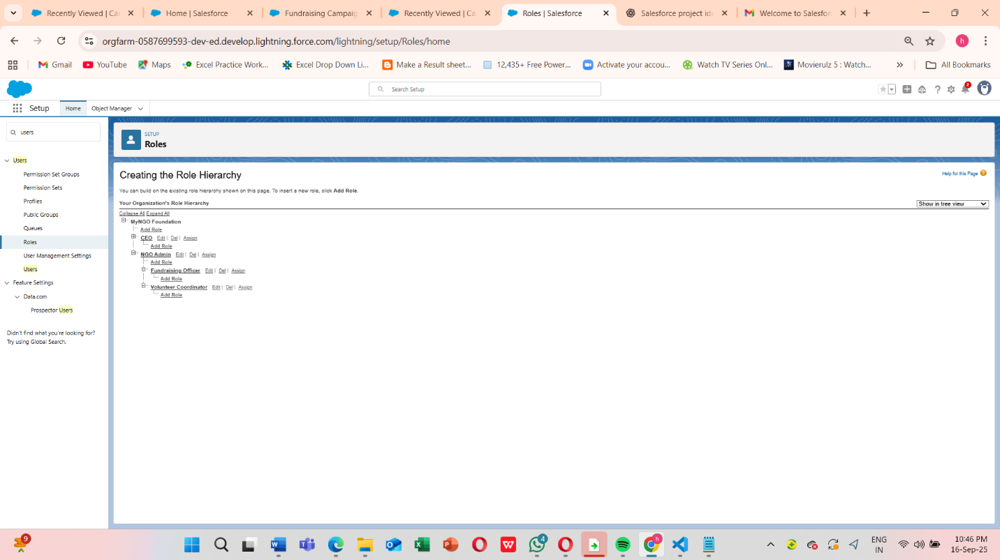 Recently Viewed | Ca
Home | Salesforce
Fundraising Campaig
Recently Viewed | Ca
Roles | Salesforce
Salesforce project ide
Welcome to Salesfor
orgfarm-0587699593-dev-ed.develop.lightning.force.com/lightning/setup/Roles/home
h
Gmail
YouTube
Maps
Excel Practice Work...
Excel Drop Down Li...
Make a Result sheet...
12,435+ Free Power...
Activate your accou...
Watch TV Series Onl...
Movierulz 5 : Watch...
All Bookmarks
Search Setup
2
Setup
Home
Object Manager
users
Users
Permission Set Groups
Permission Sets
Profiles
Public Groups
Queues
Roles
User Management Settings
Users
Feature Settings
Data.com
Prospector Users
Didn't find what you're looking for?
Try using Global Search.
SETUP
Roles
Creating the Role Hierarchy
Help for this Page
You can build on the existing role hierarchy shown on this page. To insert a new role, click Add Role.
Your Organization's Role Hierarchy
Show in tree view
Collapse All Expand All
MyNGO Foundation
Add Role
CEO Edit | Del | Assign
Add Role
NGO Admin Edit | Del | Assign
Add Role
Fundraising Officer Edit | Del | Assign
Add Role
Volunteer Coordinator Edit | Del | Assign
Add Role
9
4
h
ENG
IN
10:46 PM
16-Sep-25